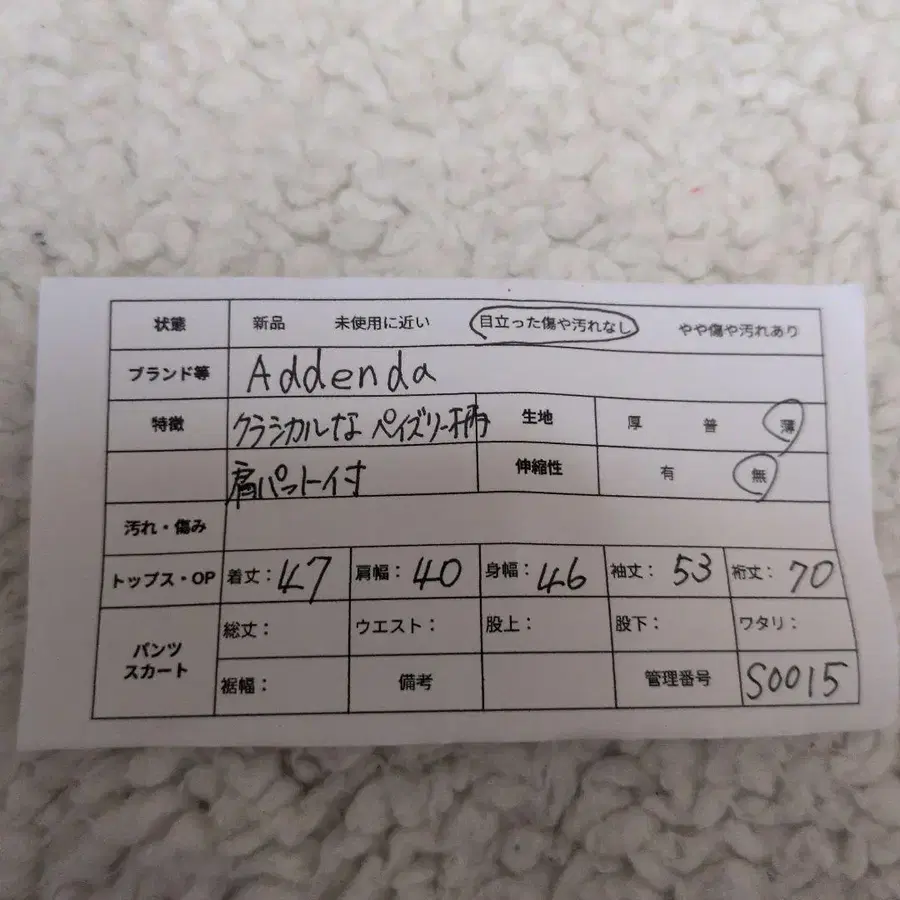 状態 新品 未使用に近い 目立った傷や汚れなし やや傷や汚れあり
ブランド等 Addenda
特徴 クラシカルな ペイズリー柄 生地 厚 普 薄
肩パット付 伸縮性 有 無
汚れ・傷み
トップス・OP 着丈:47 肩幅:40 身幅:46 袖丈:53 裄丈:70
パンツ スカート 総丈: ウエスト: 股上: 股下: ワタリ:
裾幅: 備考 管理番号 S0015